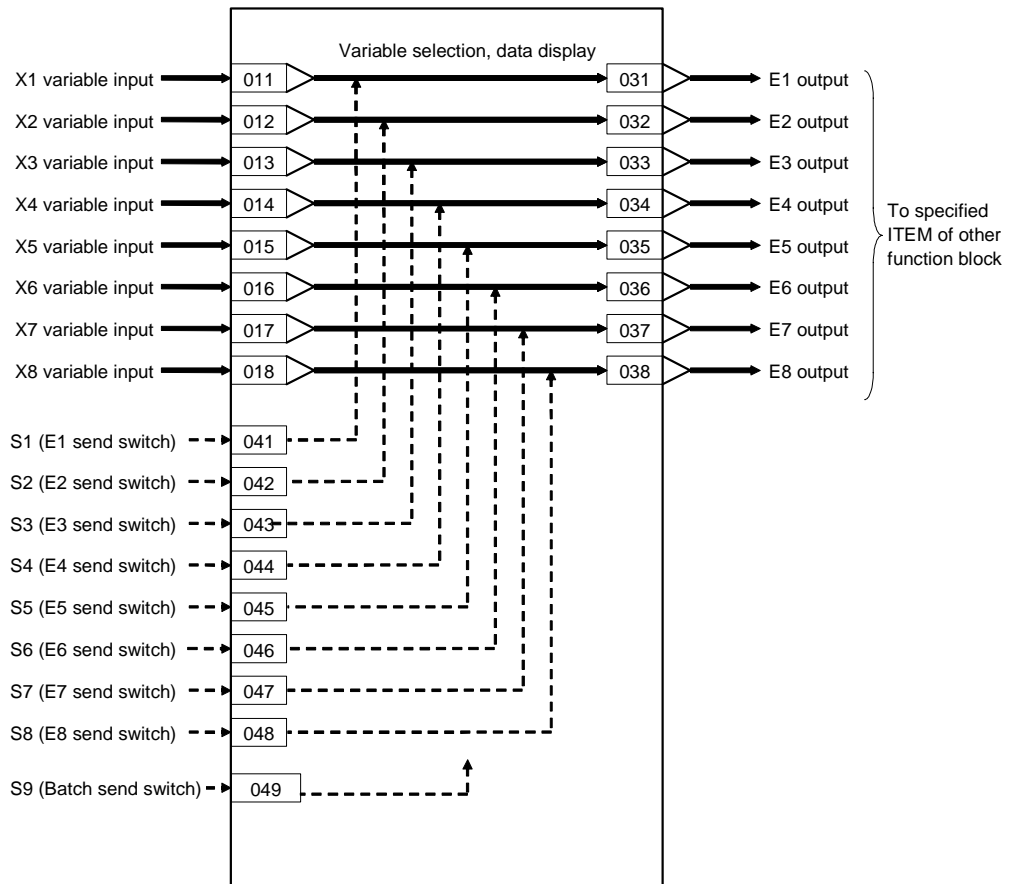 Variable selection, data display
X1 variable input 011 031 E1 output
X2 variable input 012 032 E2 output
X3 variable input 013 033 E3 output
X4 variable input 014 034 E4 output
X5 variable input 015 035 E5 output
X6 variable input 016 036 E6 output
X7 variable input 017 037 E7 output
X8 variable input 018 038 E8 output
To specified
ITEM of other
function block
S1 (E1 send switch) 041
S2 (E2 send switch) 042
S3 (E3 send switch) 043
S4 (E4 send switch) 044
S5 (E5 send switch) 045
S6 (E6 send switch) 046
S7 (E7 send switch) 047
S8 (E8 send switch) 048
S9 (Batch send switch) 049